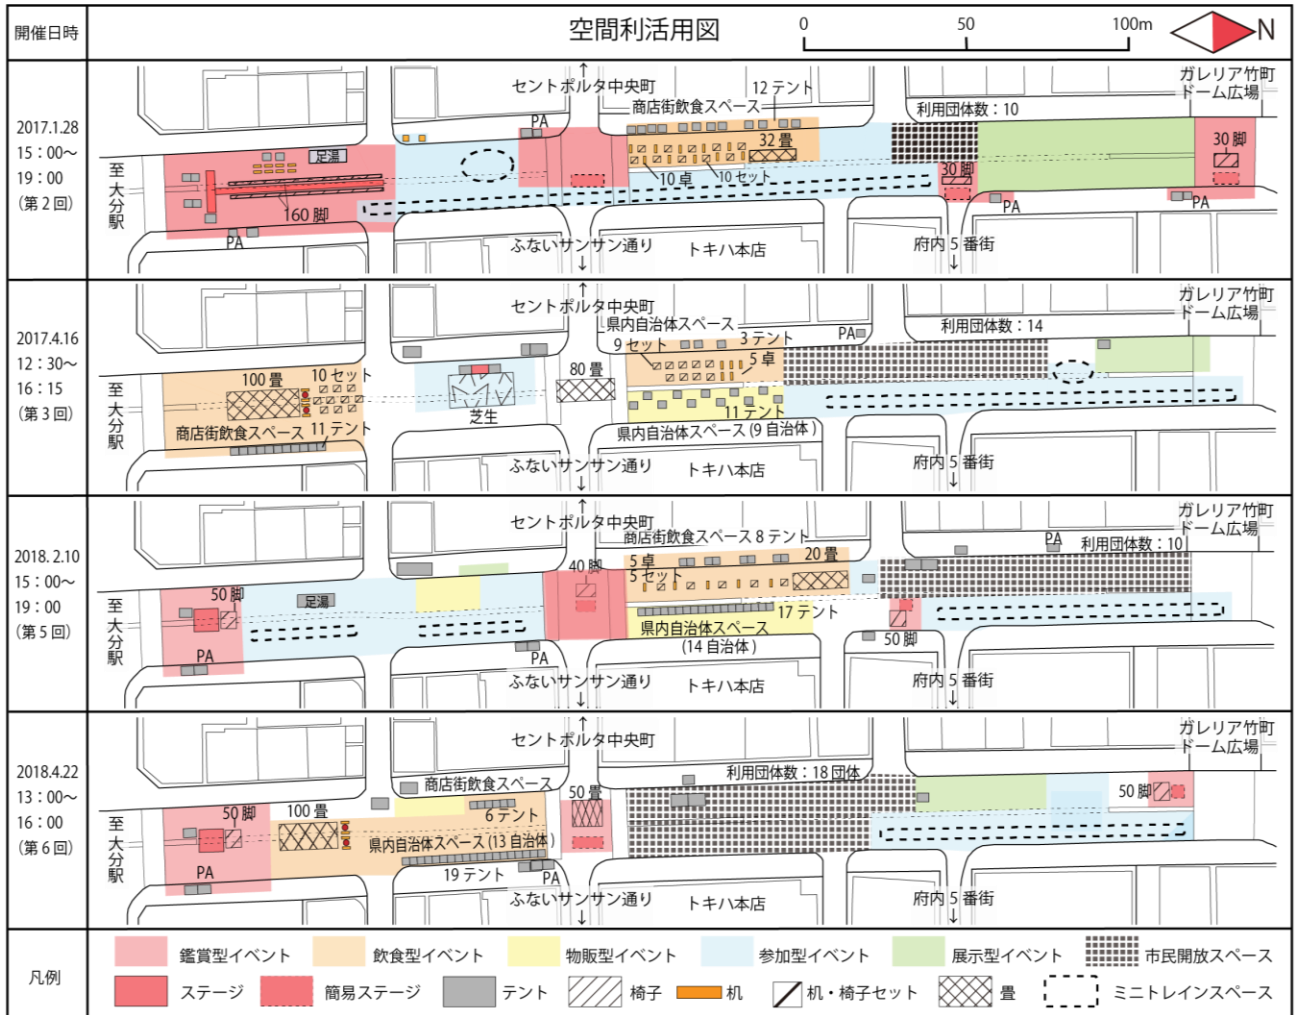 開催日時
空間利活用図
0 50 100m
N
2017.1.28
15：00～
19：00
（第2回）
至大分駅
足湯
160脚
PA
PA
セントポルタ中央町
↑
12テント
商店街飲食スペース
32畳
10卓
10セット
ふないサンサン通り
↓
トキハ本店
利用団体数：10
30脚
PA
府内5番街
↓
ガレリア竹町
ドーム広場
30脚
PA
2017.4.16
12：30～
16：15
（第3回）
至大分駅
100畳
10セット
商店街飲食スペース 11テント
芝生
セントポルタ中央町
↑
80畳
県内自治体スペース
9セット
3テント
5卓
11テント
県内自治体スペース(9自治体)
PA
利用団体数：14
ガレリア竹町
ドーム広場
ふないサンサン通り
↓
トキハ本店
府内5番街
↓
2018. 2.10
15：00～
19：00
（第5回）
至大分駅
50脚
PA
足湯
セントポルタ中央町
↑
40脚
PA
商店街飲食スペース 8テント
5卓
5セット
20畳
17テント
県内自治体スペース
(14自治体)
PA
利用団体数：10
50脚
ガレリア竹町
ドーム広場
ふないサンサン通り
↓
トキハ本店
府内5番街
↓
2018.4.22
13：00～
16：00
（第6回）
至大分駅
50脚
PA
100畳
商店街飲食スペース
6テント
県内自治体スペース(13自治体)
19テント
PA
セントポルタ中央町
↑
50畳
利用団体数：18団体
50脚
ガレリア竹町
ドーム広場
ふないサンサン通り
↓
トキハ本店
府内5番街
↓
凡例
鑑賞型イベント 飲食型イベント 物販型イベント 参加型イベント 展示型イベント 市民開放スペース
ステージ 簡易ステージ テント 椅子 机 机・椅子セット 畳 ミニトレインスペース